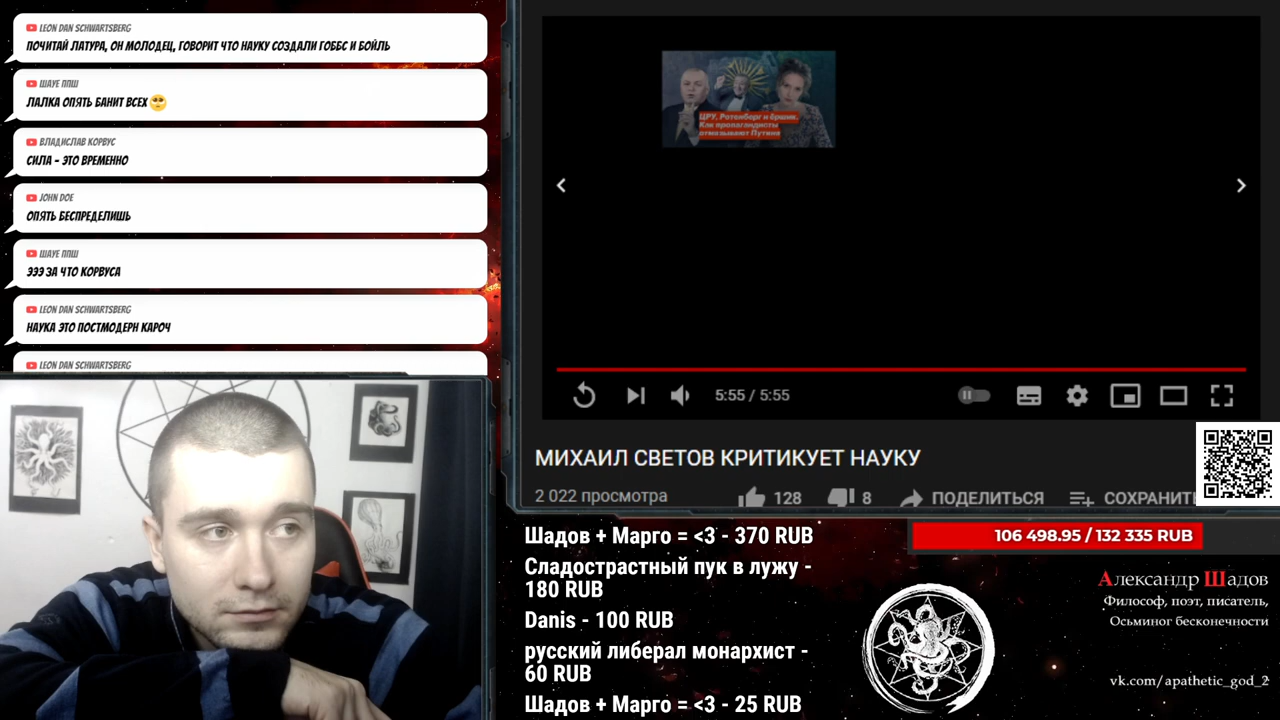 LEON DAN SCHWARTSBERG
ПОЧИТАЙ ЛАТУРА, ОН МОЛОДЕЦ, ГОВОРИТ ЧТО НАУКУ СОЗДАЛИ ГОББС И БОЙЛЬ
ШАУЕ ППШ
ЛАЛКА ОПЯТЬ БАНИТ ВСЕХ
ВЛАДИСЛАВ КОРВУС
СИЛА - ЭТО ВРЕМЕННО
JOHN DOE
ОПЯТЬ БЕСПРЕДЕЛИШЬ
ШАУЕ ППШ
ЭЭЭ ЗА ЧТО КОРВУСА
LEON DAN SCHWARTSBERG
НАУКА ЭТО ПОСТМОДЕРН КАРОЧ
LEON DAN SCHWARTSBERG
ЦРУ, Ротенберг и ёршик.
Как пропагандисты
отмазывают Путина
5:55 / 5:55
МИХАИЛ СВЕТОВ КРИТИКУЕТ НАУКУ
2 022 просмотра
128
8
ПОДЕЛИТЬСЯ
СОХРАНИТЬ
Шадов + Марго = <3 - 370 RUB
Сладострастный пук в лужу -
180 RUB
Danis - 100 RUB
русский либерал монархист -
60 RUB
Шадов + Марго = <3 - 25 RUB
106 498.95 / 132 335 RUB
Александр Шадов
Философ, поэт, писатель,
Осьминог бесконечности
vk.com/apathetic_god_2